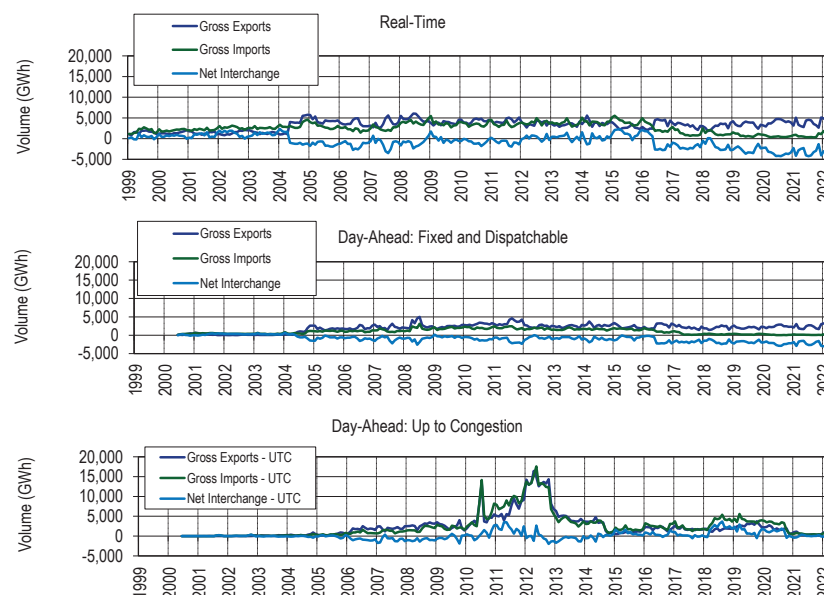 Real-Time
Gross Exports
Gross Imports
Net Interchange
Volume (GWh)
20,000
15,000
10,000
5,000
0
-5,000
1999 2000 2001 2002 2003 2004 2005 2006 2007 2008 2009 2010 2011 2012 2013 2014 2015 2016 2017 2018 2019 2020 2021 2022
Day-Ahead: Fixed and Dispatchable
Gross Exports
Gross Imports
Net Interchange
Volume (GWh)
20,000
15,000
10,000
5,000
0
-5,000
1999 2000 2001 2002 2003 2004 2005 2006 2007 2008 2009 2010 2011 2012 2013 2014 2015 2016 2017 2018 2019 2020 2021 2022
Day-Ahead: Up to Congestion
Gross Exports - UTC
Gross Imports - UTC
Net Interchange - UTC
Volume (GWh)
20,000
15,000
10,000
5,000
0
-5,000
1999 2000 2001 2002 2003 2004 2005 2006 2007 2008 2009 2010 2011 2012 2013 2014 2015 2016 2017 2018 2019 2020 2021 2022